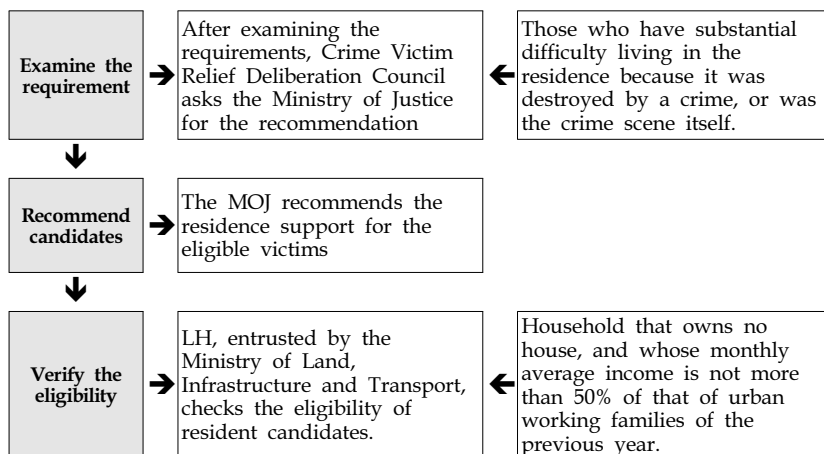 Examine the
requirement
After examining the
requirements, Crime Victim
Relief Deliberation Council
asks the Ministry of Justice
for the recommendation
Those who have substantial
difficulty living in the
residence because it was
destroyed by a crime, or was
the crime scene itself.
Recommend
candidates
The MOJ recommends the
residence support for the
eligible victims
Verify the
eligibility
LH, entrusted by the
Ministry of Land,
Infrastructure and Transport,
checks the eligibility of
resident candidates.
Household that owns no
house, and whose monthly
average income is not more
than 50% of that of urban
working families of the
previous year.